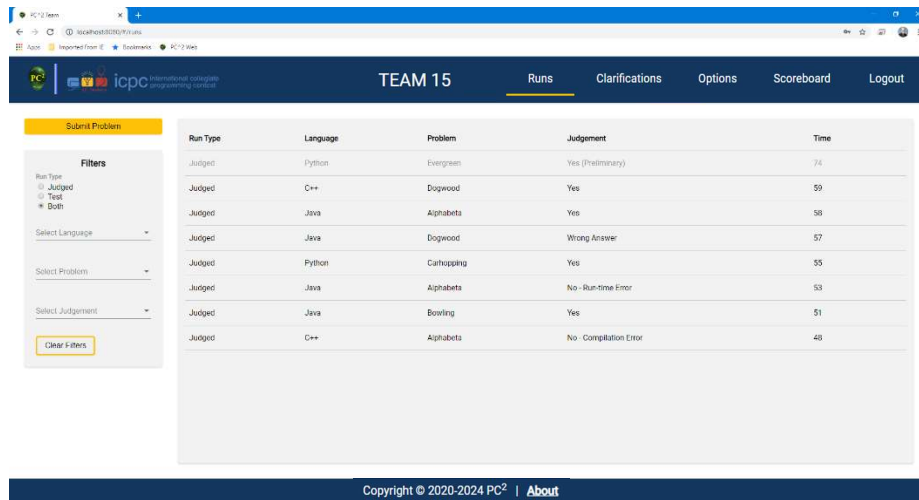 PC^2 Team
localhost:8080/#/runs
Apps Imported From IE Bookmarks PC^2 Web
PC²
icpc international collegiate programming contest
TEAM 15 Runs Clarifications Options Scoreboard Logout
Submit Problem
Filters
Run Type
Judged
Test
Both
Select Language
Select Problem
Select Judgement
Clear Filters
Run Type Language Problem Judgement Time
Judged Python Evergreen Yes (Preliminary) 74
Judged C++ Dogwood Yes 59
Judged Java Alphabeta Yes 58
Judged Java Dogwood Wrong Answer 57
Judged Python Carhopping Yes 55
Judged Java Alphabeta No - Run-time Error 53
Judged Java Bowling Yes 51
Judged C++ Alphabeta No - Compilation Error 48
Copyright © 2020-2024 PC² | About